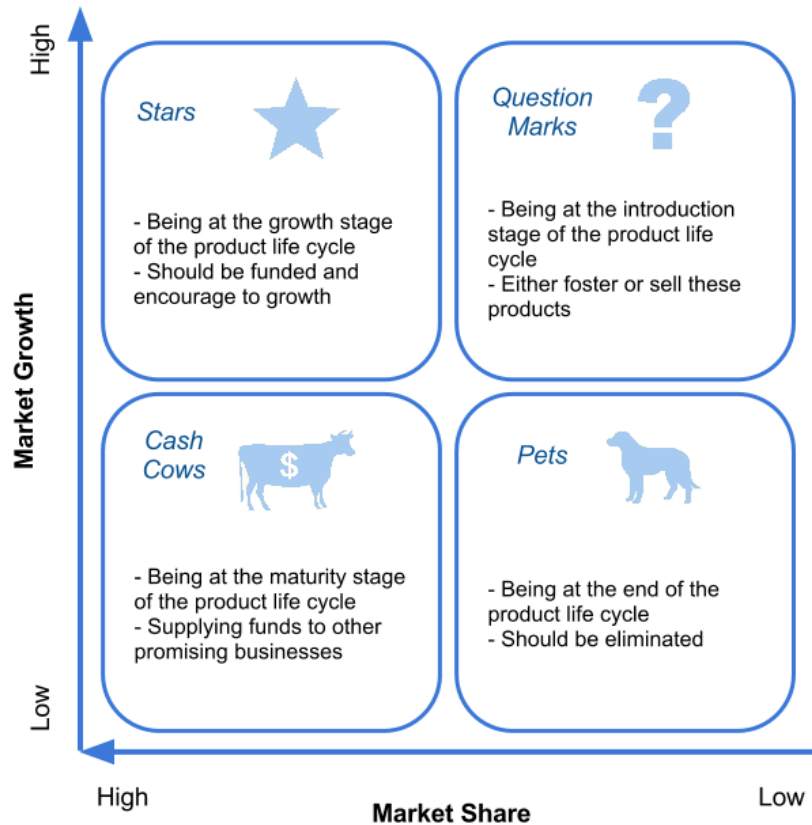 High
Market Growth
Low
Stars
- Being at the growth stage
of the product life cycle
- Should be funded and
encourage to growth
Question
Marks
?
- Being at the introduction
stage of the product life
cycle
- Either foster or sell these
products
Cash
Cows
$
- Being at the maturity stage
of the product life cycle
- Supplying funds to other
promising businesses
Pets
- Being at the end of the
product life cycle
- Should be eliminated
High
Market Share
Low